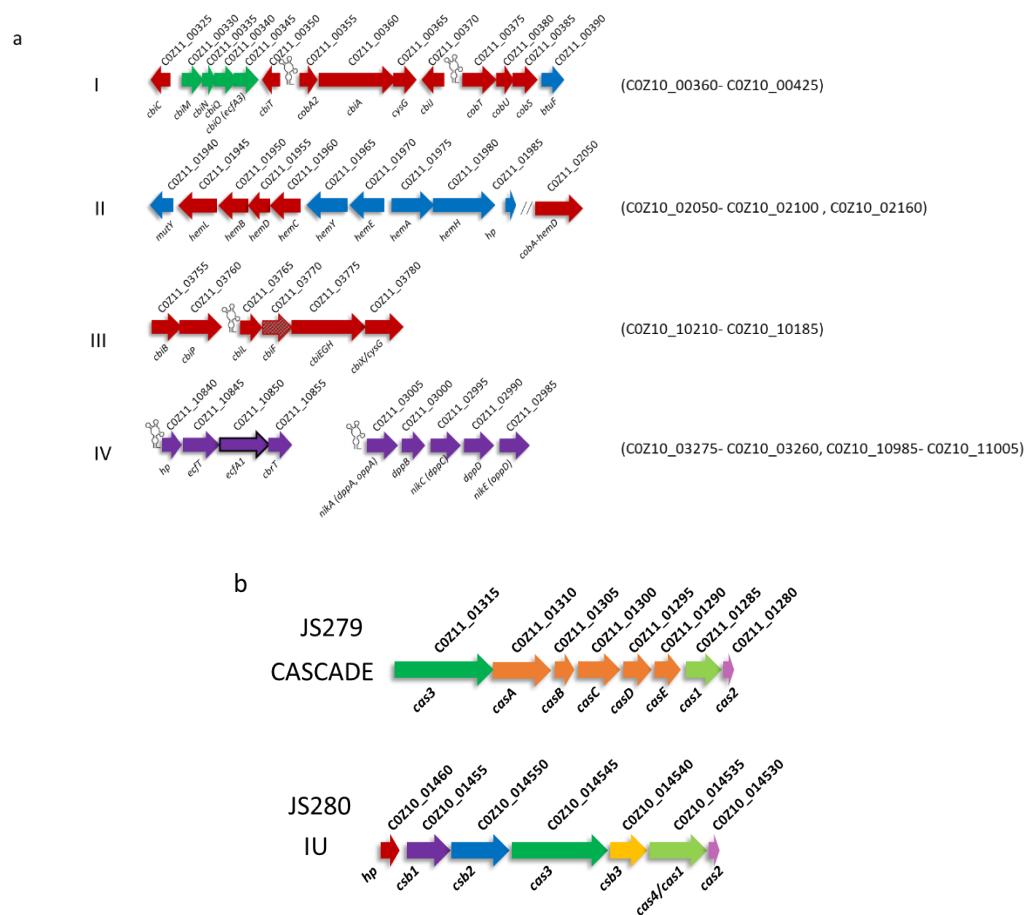 a
I
C0Z11_00325
C0Z11_00330
C0Z11_00335
C0Z11_00340
C0Z11_00345
C0Z11_00350
C0Z11_00355
C0Z11_00360
C0Z11_00365
C0Z11_00370
C0Z11_00375
C0Z11_00380
C0Z11_00385
C0Z11_00390
cbiC
cbiM
cbiN
cbiQ
cbiO (ecfA3)
cbiT
cobA2
cbiA
cysG
cbiJ
cobT
cobU
cobS
btuF
(C0Z10_00360- C0Z10_00425)
II
C0Z11_01940
C0Z11_01945
C0Z11_01950
C0Z11_01955
C0Z11_01960
C0Z11_01965
C0Z11_01970
C0Z11_01975
C0Z11_01980
C0Z11_01985
C0Z11_02050
mutY
hemL
hemB
hemD
hemC
hemY
hemE
hemA
hemH
hp
//
cobA-hemD
(C0Z10_02050- C0Z10_02100 , C0Z10_02160)
III
C0Z11_03755
C0Z11_03760
C0Z11_03765
C0Z11_03770
C0Z11_03775
C0Z11_03780
cbiB
cbiP
cbiL
cbiF
cbiEGH
cbiX/cysG
(C0Z10_10210- C0Z10_10185)
IV
C0Z11_10840
C0Z11_10845
C0Z11_10850
C0Z11_10855
C0Z11_03005
C0Z11_03000
C0Z11_02995
C0Z11_02990
C0Z11_02985
hp
ecfT
ecfA1
cbrT
nikA (dppA, oppA)
dppB
nikC (dppC)
dppD
nikE (oppD)
(C0Z10_03275- C0Z10_03260, C0Z10_10985- C0Z10_11005)
b
JS279
CASCADE
C0Z11_01315
C0Z11_01310
C0Z11_01305
C0Z11_01300
C0Z11_01295
C0Z11_01290
C0Z11_01285
C0Z11_01280
cas3
casA
casB
casC
casD
casE
cas1
cas2
JS280
IU
C0Z10_01460
C0Z10_01455
C0Z10_014550
C0Z10_014545
C0Z10_014540
C0Z10_014535
C0Z10_014530
hp
csb1
csb2
cas3
csb3
cas4/cas1
cas2